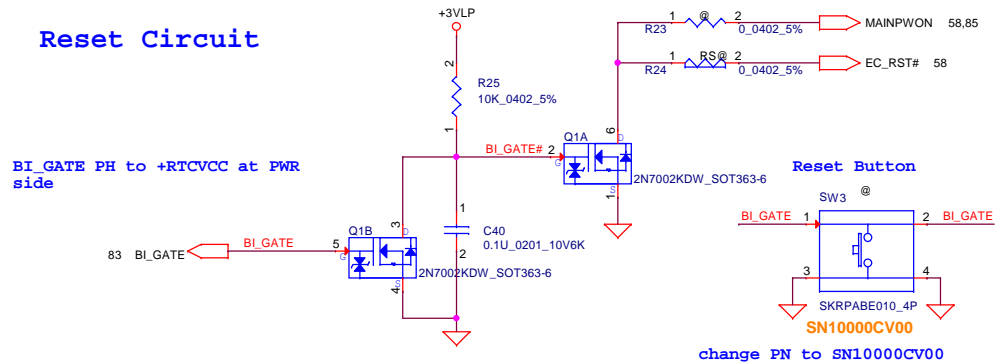 Reset Circuit
+3VLP
R25
10K_0402_5%
2
1
R23
1
@
2
0_0402_5%
MAINPWON 58,85
R24
1
RS@
2
0_0402_5%
EC_RST# 58
BI_GATE#
2
Q1A
6
D
G
S
1
2N7002KDW_SOT363-6
BI_GATE PH to +RTCVCC at PWR
side
83 BI_GATE
BI_GATE
5
Q1B
3
D
G
S
4
2N7002KDW_SOT363-6
1
C40
0.1U_0201_10V6K
2
Reset Button
SW3
@
BI_GATE
1
2
BI_GATE
3
4
SKRPABE010_4P
SN10000CV00
change PN to SN10000CV00